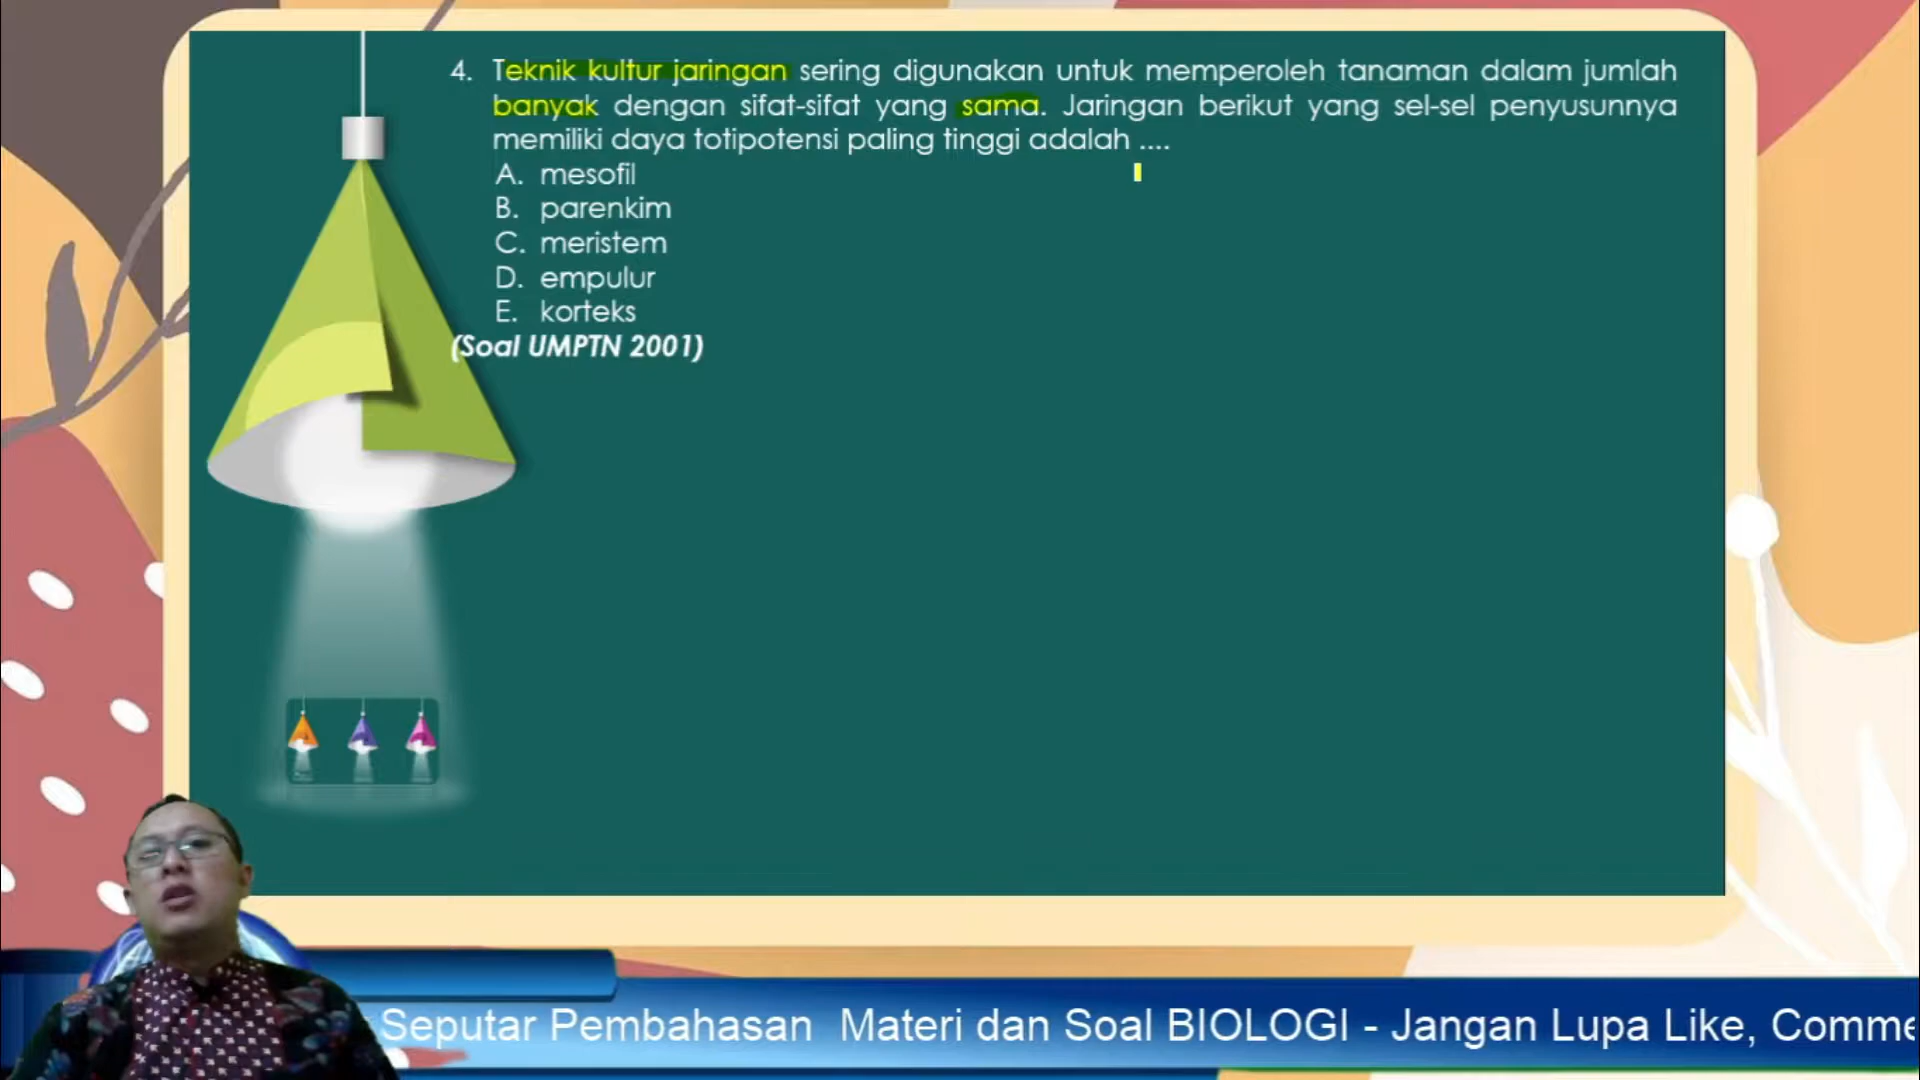 4. Teknik kultur jaringan sering digunakan untuk memperoleh tanaman dalam jumlah
banyak dengan sifat-sifat yang sama. Jaringan berikut yang sel-sel penyusunnya
memiliki daya totipotensi paling tinggi adalah ....
A. mesofil
B. parenkim
C. meristem
D. empulur
E. korteks
(Soal UMPTN 2001)
Seputar Pembahasan Materi dan Soal BIOLOGI - Jangan Lupa Like, Comme